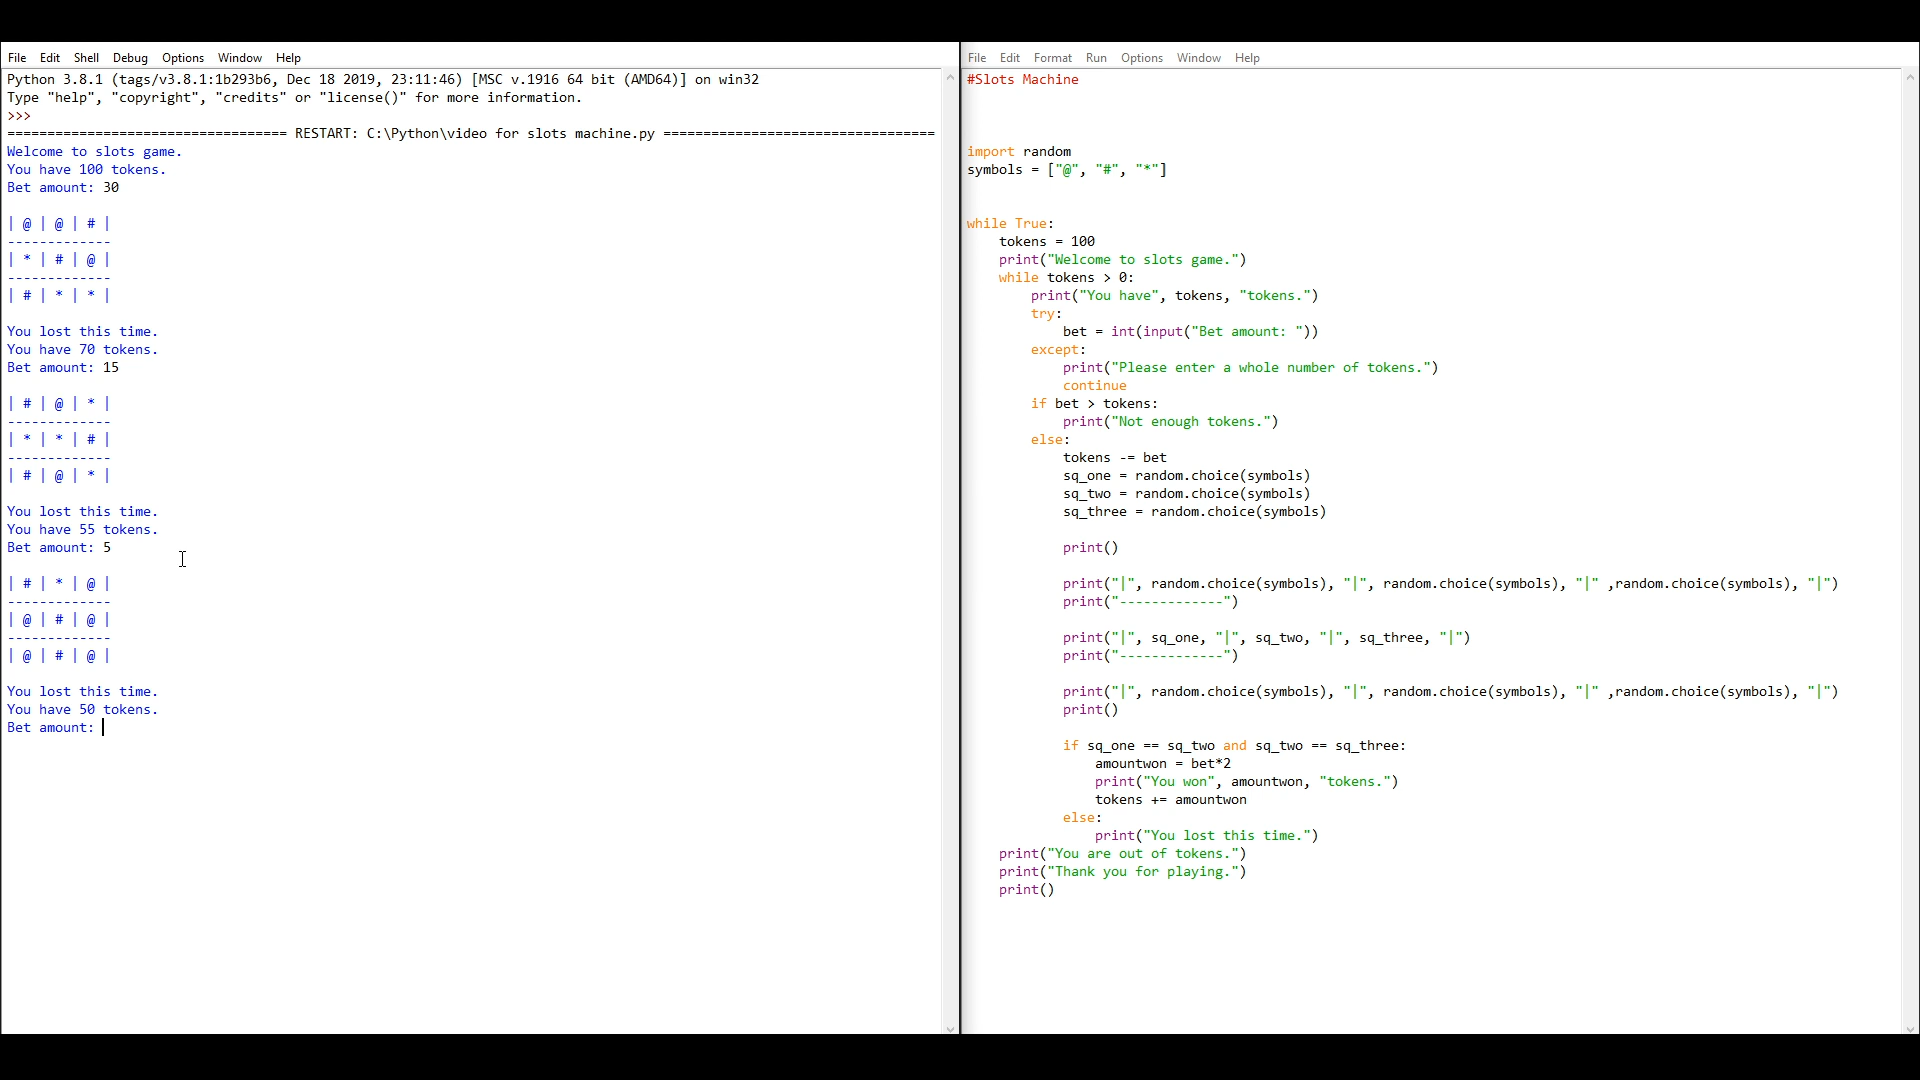 File Edit Shell Debug Options Window Help
Python 3.8.1 (tags/v3.8.1:1b293b6, Dec 18 2019, 23:11:46) [MSC v.1916 64 bit (AMD64)] on win32
Type "help", "copyright", "credits" or "license()" for more information.
>>>
=================================== RESTART: C:\Python\video for slots machine.py ==================================
Welcome to slots game.
You have 100 tokens.
Bet amount: 30
| @ | @ | # |
-------------
| * | # | @ |
-------------
| # | * | * |
You lost this time.
You have 70 tokens.
Bet amount: 15
| # | @ | * |
-------------
| * | * | # |
-------------
| # | @ | * |
You lost this time.
You have 55 tokens.
Bet amount: 5
| # | * | @ |
-------------
| @ | # | @ |
-------------
| @ | # | @ |
You lost this time.
You have 50 tokens.
Bet amount:
File Edit Format Run Options Window Help
#Slots Machine
import random
symbols = ["@", "#", "*"]
while True:
    tokens = 100
    print("Welcome to slots game.")
    while tokens > 0:
        print("You have", tokens, "tokens.")
        try:
            bet = int(input("Bet amount: "))
        except:
            print("Please enter a whole number of tokens.")
            continue
        if bet > tokens:
            print("Not enough tokens.")
        else:
            tokens -= bet
            sq_one = random.choice(symbols)
            sq_two = random.choice(symbols)
            sq_three = random.choice(symbols)
            print()
            print("|", random.choice(symbols), "|", random.choice(symbols), "|" ,random.choice(symbols), "|")
            print("-------------")
            print("|", sq_one, "|", sq_two, "|", sq_three, "|")
            print("-------------")
            print("|", random.choice(symbols), "|", random.choice(symbols), "|" ,random.choice(symbols), "|")
            print()
            if sq_one == sq_two and sq_two == sq_three:
                amountwon = bet*2
                print("You won", amountwon, "tokens.")
                tokens += amountwon
            else:
                print("You lost this time.")
    print("You are out of tokens.")
    print("Thank you for playing.")
    print()